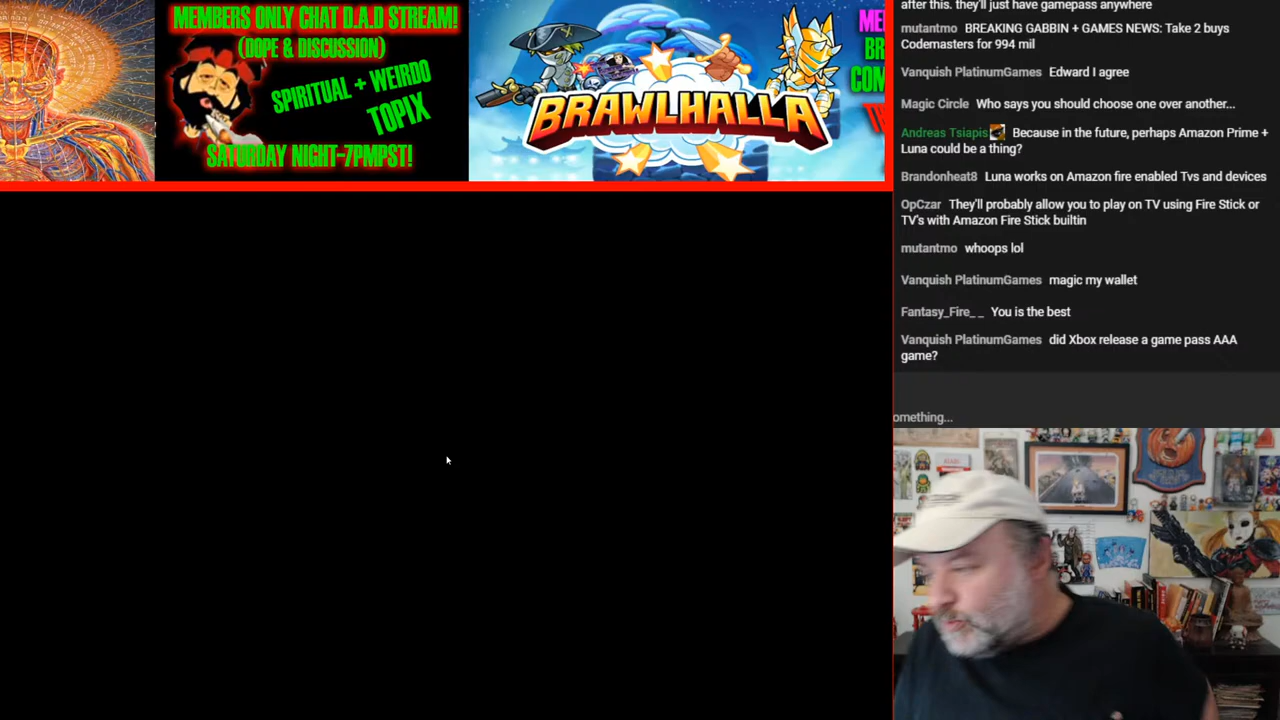 MEMBERS ONLY CHAT D.A.D STREAM!
(DOPE & DISCUSSION)
SPIRITUAL + WEIRDO
TOPIX
SATURDAY NIGHT-7PMPST!
BRAWLHALLA
ME
BR
COM
after this. they'll just have gamepass anywhere
mutantmo BREAKING GABBIN + GAMES NEWS: Take 2 buys
Codemasters for 994 mil
Vanquish PlatinumGames Edward I agree
Magic Circle Who says you should choose one over another...
Andreas Tsiapis Because in the future, perhaps Amazon Prime +
Luna could be a thing?
Brandonheat8 Luna works on Amazon fire enabled Tvs and devices
OpCzar They'll probably allow you to play on TV using Fire Stick or
TV's with Amazon Fire Stick builtin
mutantmo whoops lol
Vanquish PlatinumGames magic my wallet
Fantasy_Fire_ _ You is the best
Vanquish PlatinumGames did Xbox release a game pass AAA
game?
omething...